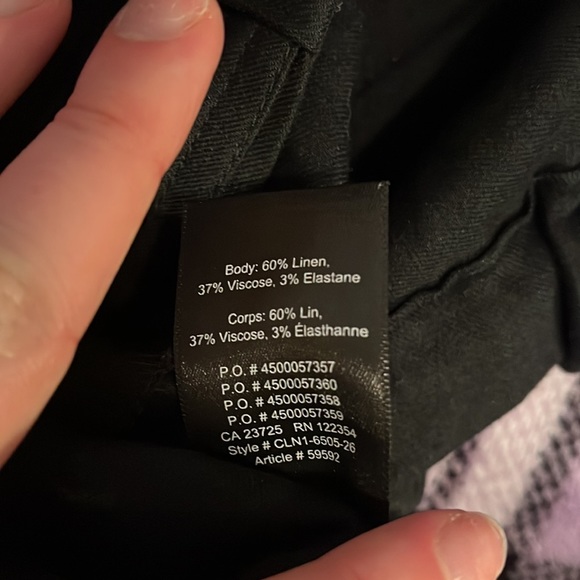 Body: 60% Linen,
37% Viscose, 3% Elastane
Corps: 60% Lin,
37% Viscose, 3% Élasthanne
P.O. # 4500057357
P.O. # 4500057360
P.O. # 4500057358
P.O. # 4500057359
CA 23725 RN 122354
Style # CLN1-6505-26
Article # 59592